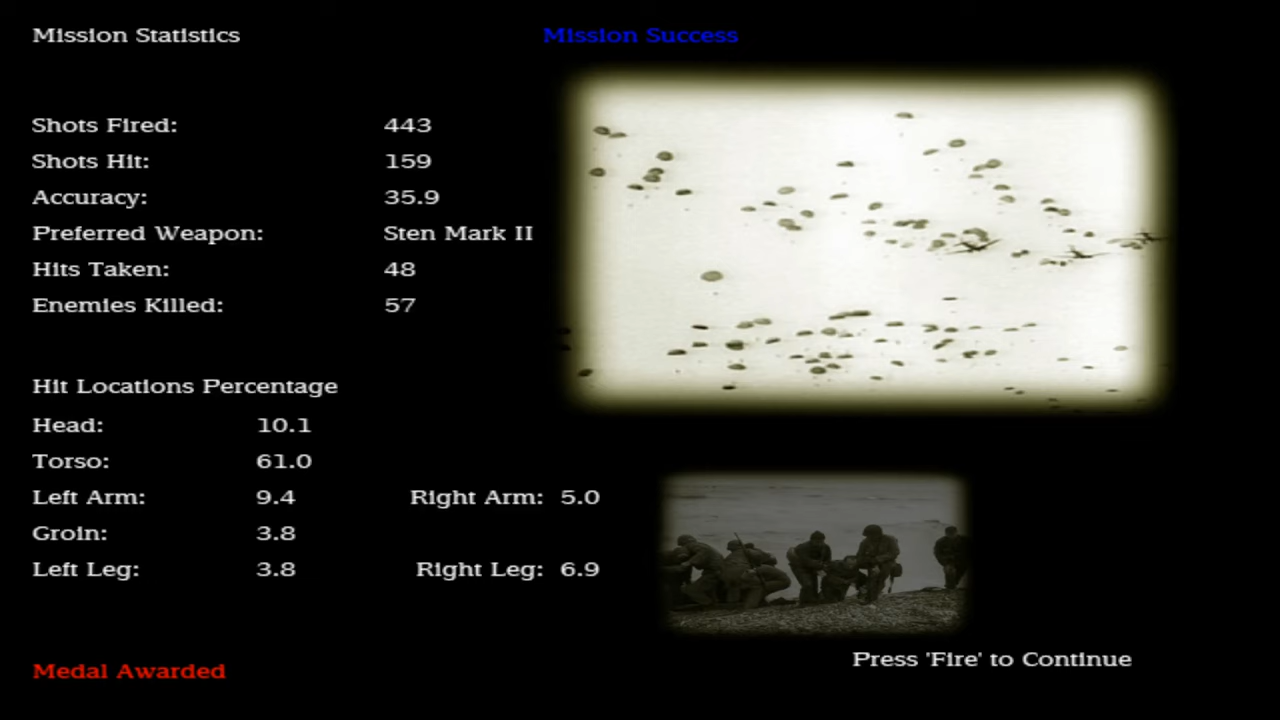 Mission Statistics Mission Success
Shots Fired: 443
Shots Hit: 159
Accuracy: 35.9
Preferred Weapon: Sten Mark II
Hits Taken: 48
Enemies Killed: 57
Hit Locations Percentage
Head: 10.1
Torso: 61.0
Left Arm: 9.4 Right Arm: 5.0
Groin: 3.8
Left Leg: 3.8 Right Leg: 6.9
Press 'Fire' to Continue
Medal Awarded